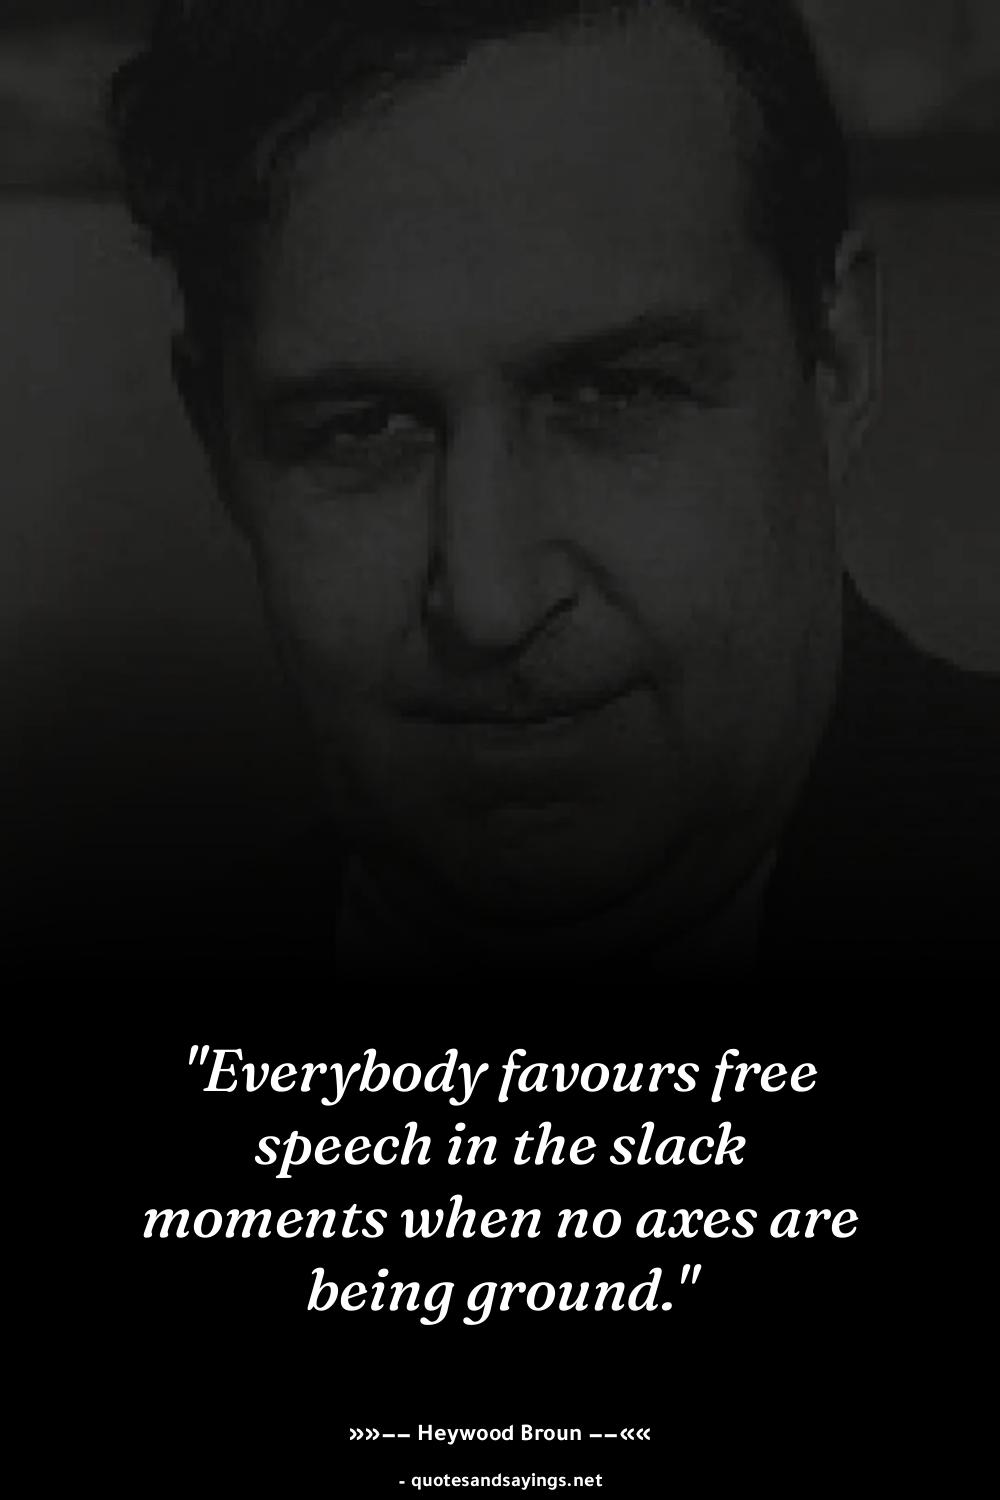 "Everybody favours free
speech in the slack
moments when no axes are
being ground."
»»–– Heywood Broun ––««
- quotesandsayings.net